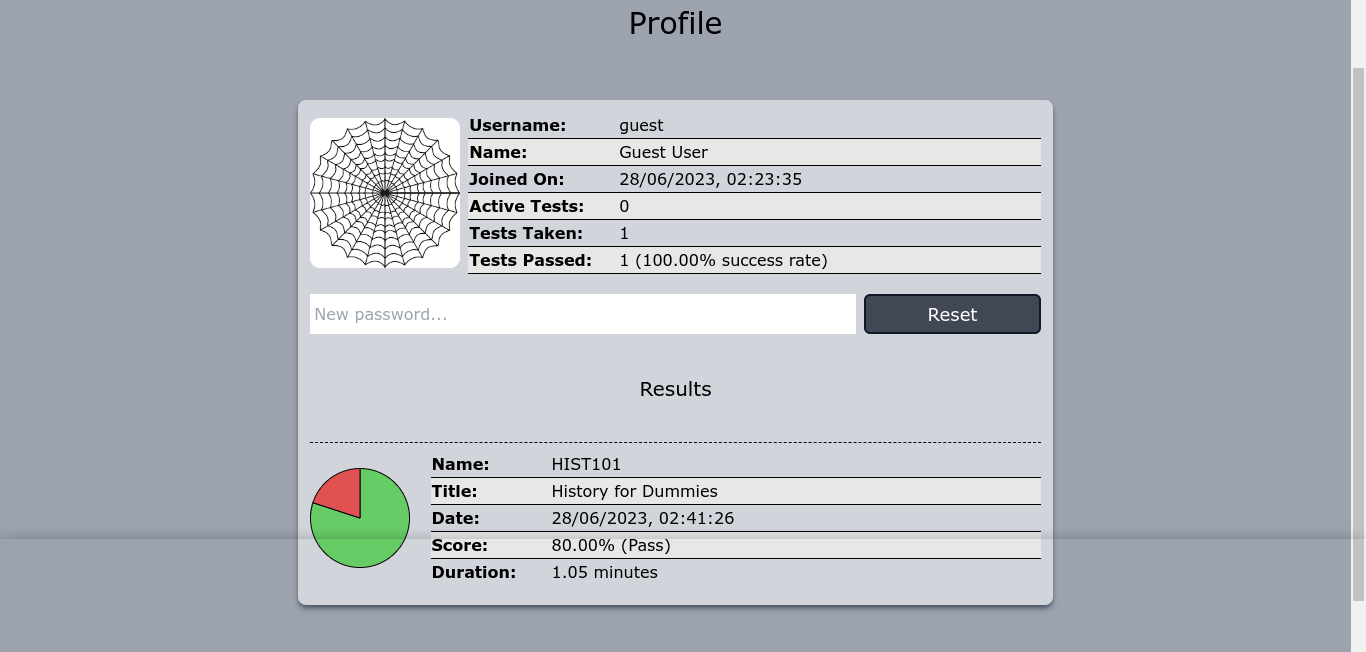 Profile
Username: guest
Name: Guest User
Joined On: 28/06/2023, 02:23:35
Active Tests: 0
Tests Taken: 1
Tests Passed: 1 (100.00% success rate)
New password...
Reset
Results
Name: HIST101
Title: History for Dummies
Date: 28/06/2023, 02:41:26
Score: 80.00% (Pass)
Duration: 1.05 minutes